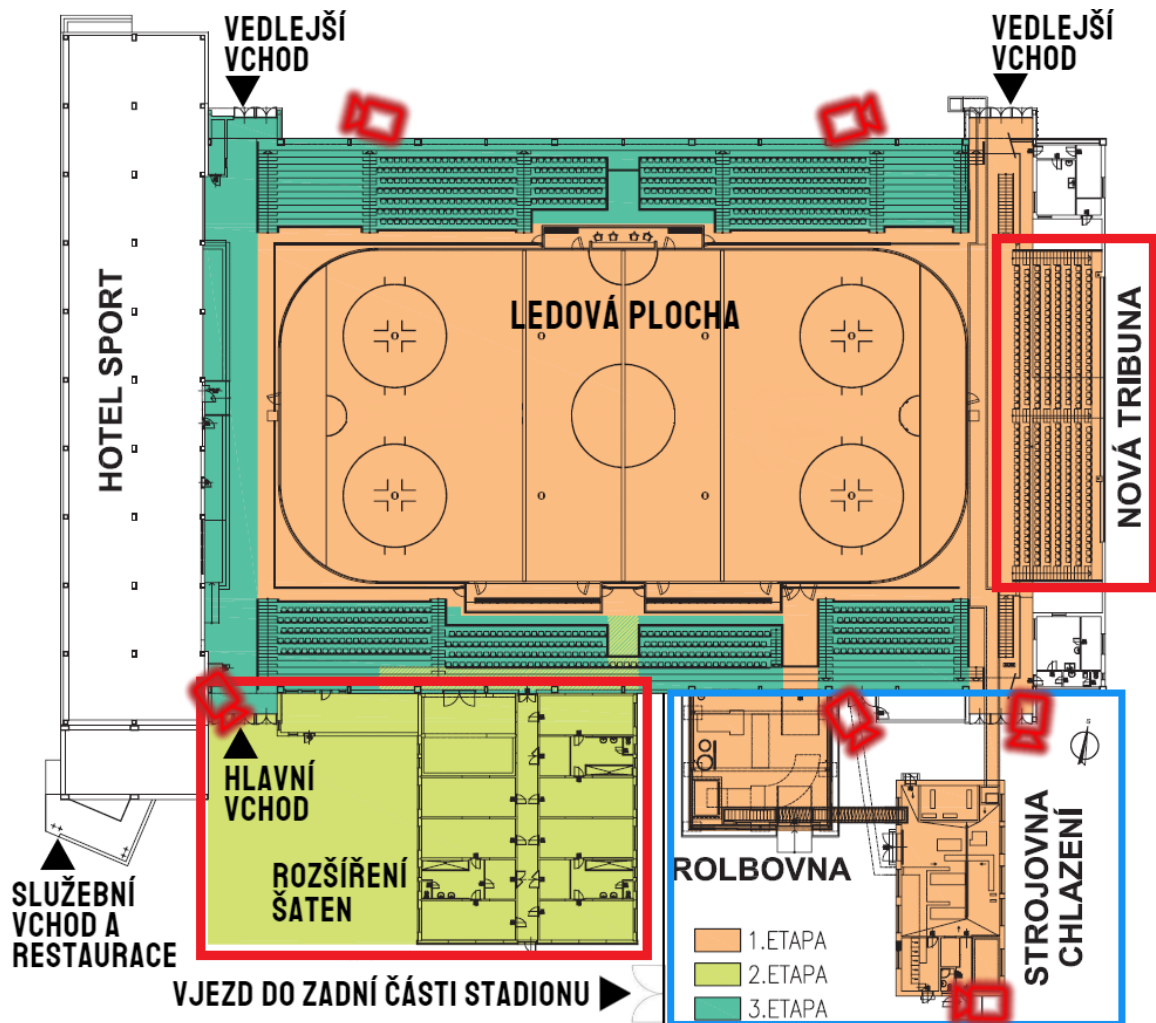 VEDLEJŠÍ
VCHOD
VEDLEJŠÍ
VCHOD
HOTEL SPORT
LEDOVÁ PLOCHA
NOVÁ TRIBUNA
HLAVNÍ
VCHOD
ROZŠÍŘENÍ
ŠATEN
SLUŽEBNÍ
VCHOD A
RESTAURACE
ROLBOVNA
STROJOVNA
CHLAZENÍ
1.ETAPA
2.ETAPA
3.ETAPA
VJEZD DO ZADNÍ ČÁSTI STADIONU